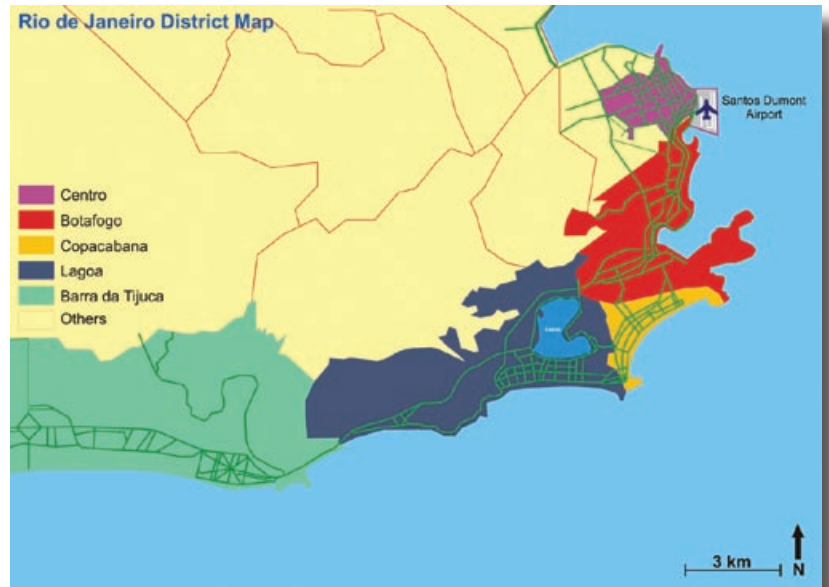 Rio de Janeiro District Map
Santos Dumont
Airport
Centro
Botafogo
Copacabana
Lagoa
Barra da Tijuca
Others
3 km
N